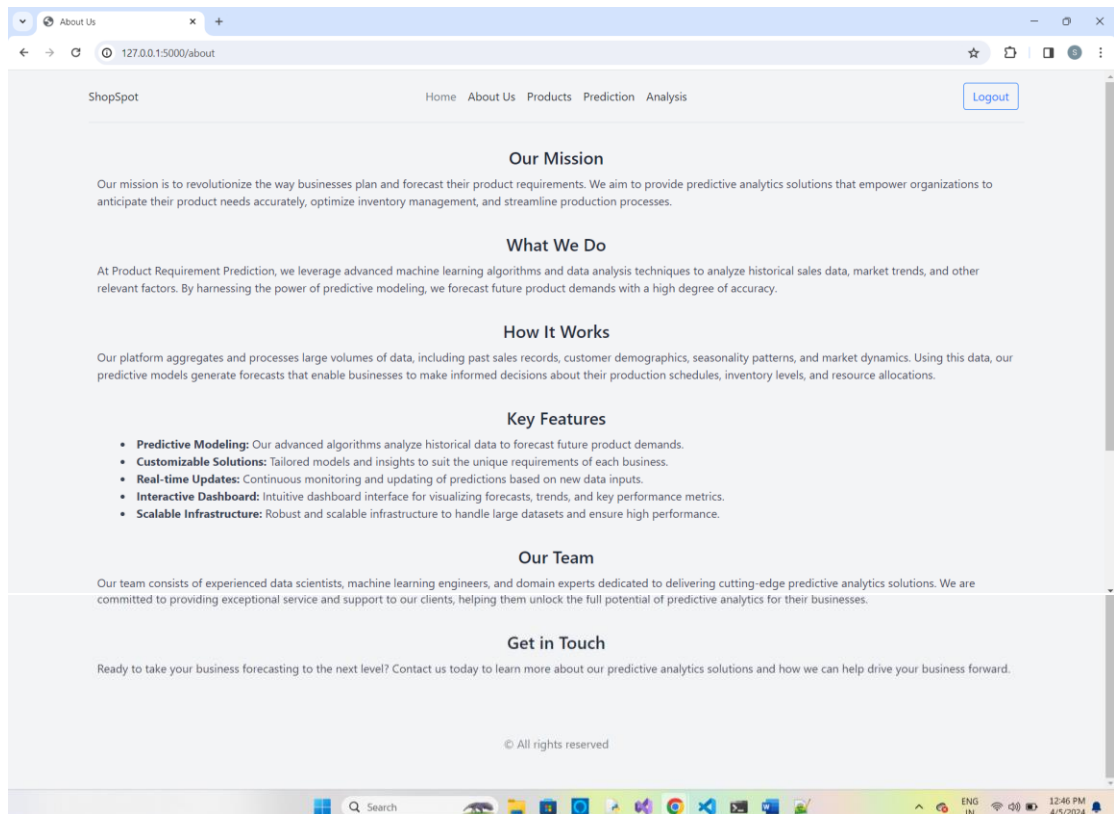 About Us
127.0.0.1:5000/about
S
ShopSpot Home About Us Products Prediction Analysis Logout
Our Mission
Our mission is to revolutionize the way businesses plan and forecast their product requirements. We aim to provide predictive analytics solutions that empower organizations to
anticipate their product needs accurately, optimize inventory management, and streamline production processes.
What We Do
At Product Requirement Prediction, we leverage advanced machine learning algorithms and data analysis techniques to analyze historical sales data, market trends, and other
relevant factors. By harnessing the power of predictive modeling, we forecast future product demands with a high degree of accuracy.
How It Works
Our platform aggregates and processes large volumes of data, including past sales records, customer demographics, seasonality patterns, and market dynamics. Using this data, our
predictive models generate forecasts that enable businesses to make informed decisions about their production schedules, inventory levels, and resource allocations.
Key Features
• Predictive Modeling: Our advanced algorithms analyze historical data to forecast future product demands.
• Customizable Solutions: Tailored models and insights to suit the unique requirements of each business.
• Real-time Updates: Continuous monitoring and updating of predictions based on new data inputs.
• Interactive Dashboard: Intuitive dashboard interface for visualizing forecasts, trends, and key performance metrics.
• Scalable Infrastructure: Robust and scalable infrastructure to handle large datasets and ensure high performance.
Our Team
Our team consists of experienced data scientists, machine learning engineers, and domain experts dedicated to delivering cutting-edge predictive analytics solutions. We are
committed to providing exceptional service and support to our clients, helping them unlock the full potential of predictive analytics for their businesses.
Get in Touch
Ready to take your business forecasting to the next level? Contact us today to learn more about our predictive analytics solutions and how we can help drive your business forward.
© All rights reserved
Search ENG 12:46 PM
IN 4/5/2024